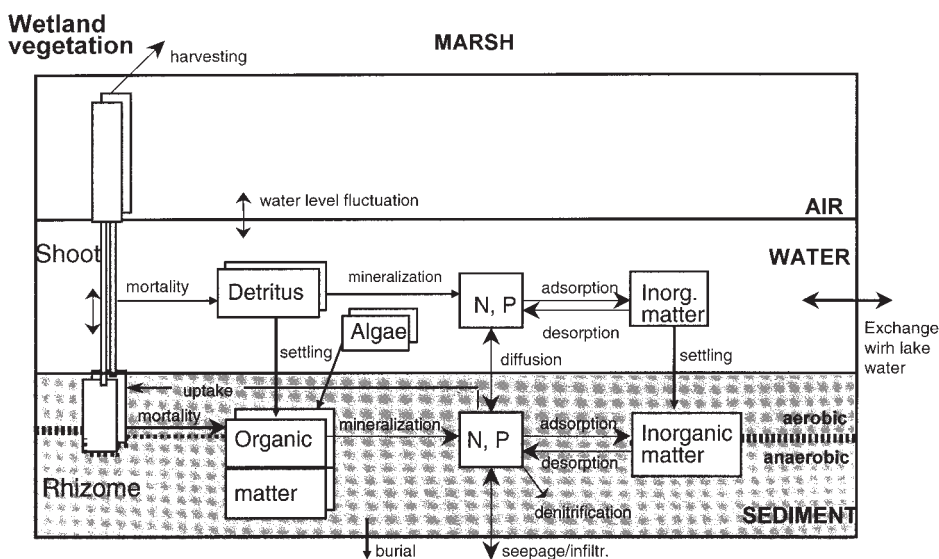 Wetland
vegetation
MARSH
harvesting
water level fluctuation
AIR
Shoot
WATER
mortality
Detritus
mineralization
N, P
adsorption
desorption
Inorg.
matter
Algae
settling
diffusion
settling
Exchange
wirh lake
water
uptake
mortality
Organic
matter
mineralization
N, P
adsorption
desorption
Inorganic
matter
aerobic
anaerobic
Rhizome
denitrification
SEDIMENT
burial
seepage/infiltr.